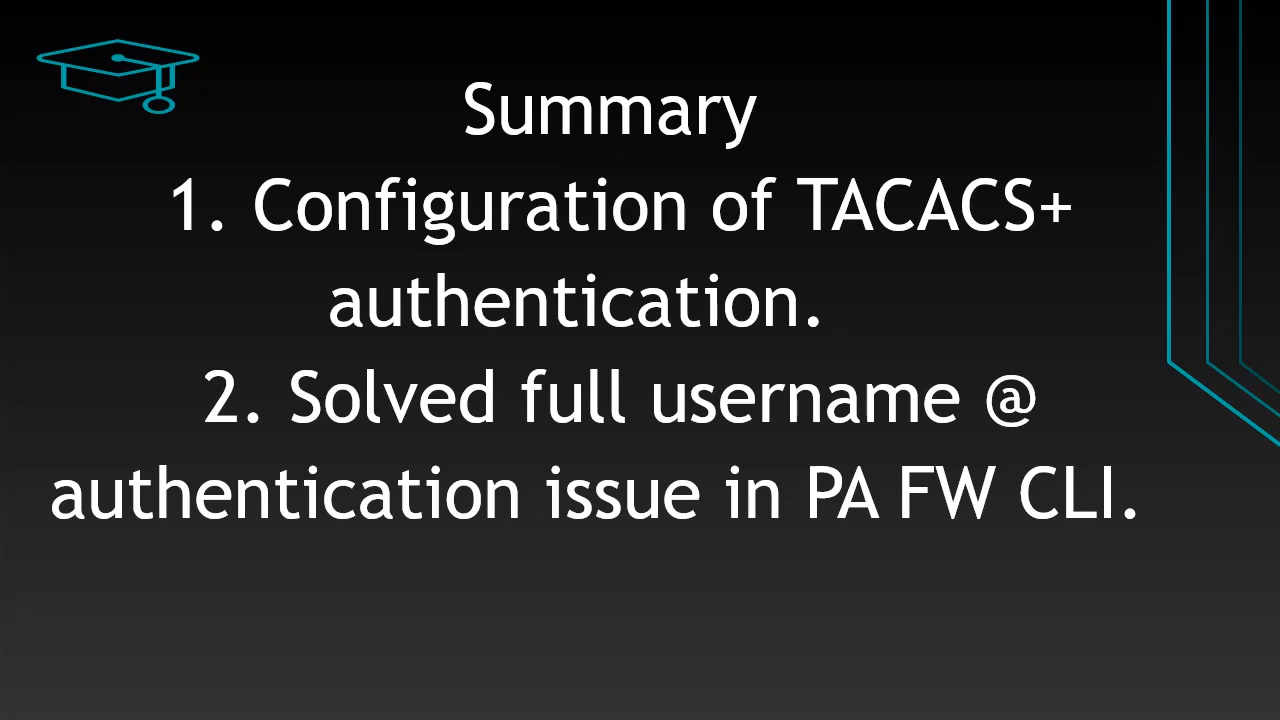 Summary
1. Configuration of TACACS+
authentication.
2. Solved full username @
authentication issue in PA FW CLI.